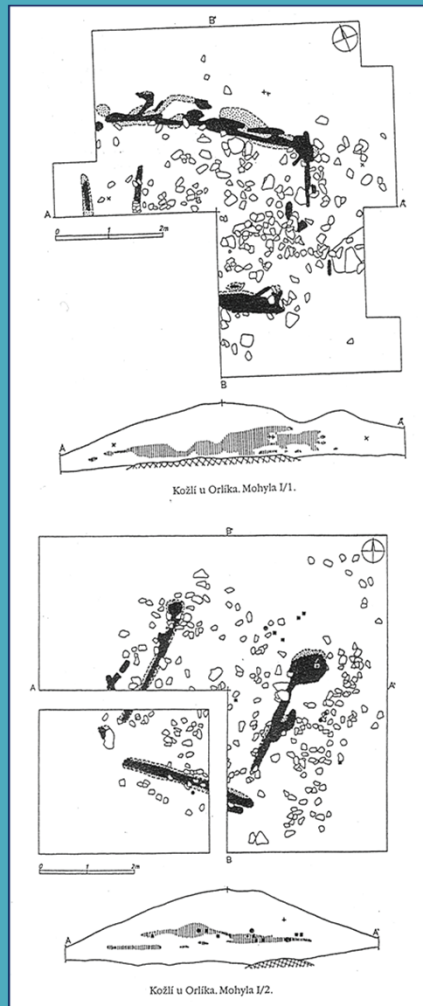 B'
A
A'
0 1 2m
B
A
A'
Kožlí u Orlíka. Mohyla I/1.
B'
A
A'
B
0 1 2m
A
A'
Kožlí u Orlíka. Mohyla I/2.